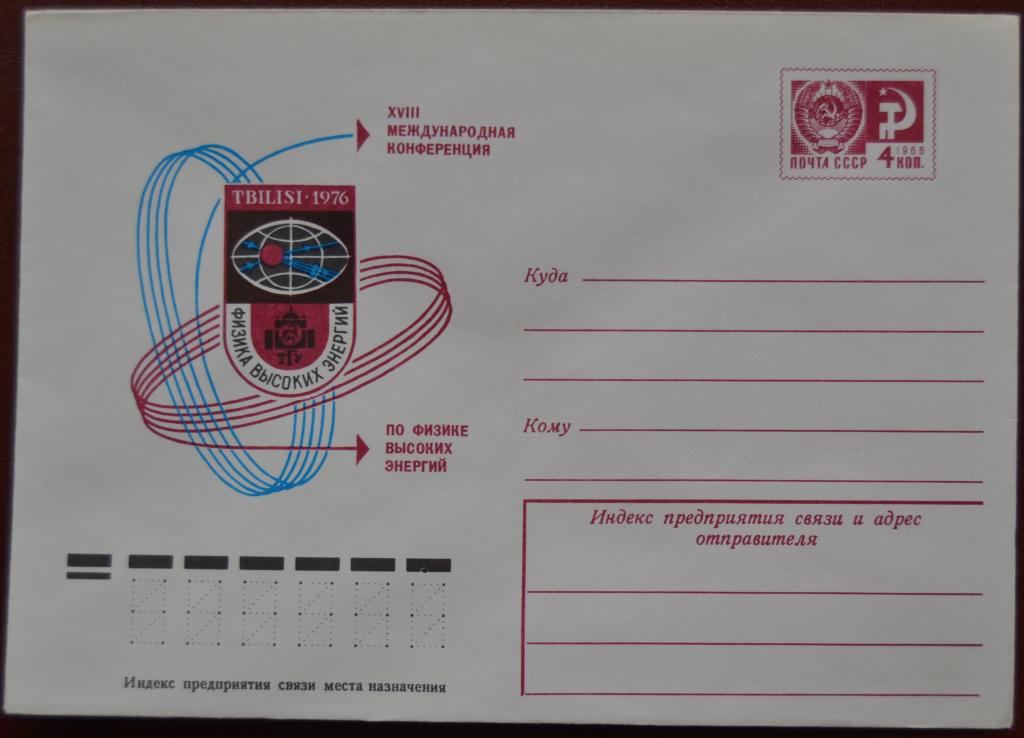 XVIII
МЕЖДУНАРОДНАЯ
КОНФЕРЕНЦИЯ
TBILISI · 1976
ФИЗИКА ВЫСОКИХ ЭНЕРГИЙ
ТГУ
ПО ФИЗИКЕ
ВЫСОКИХ
ЭНЕРГИЙ
1966
ПОЧТА СССР 4 КОП.
Куда
Кому
Индекс предприятия связи и адрес
отправителя
Индекс предприятия связи места назначения